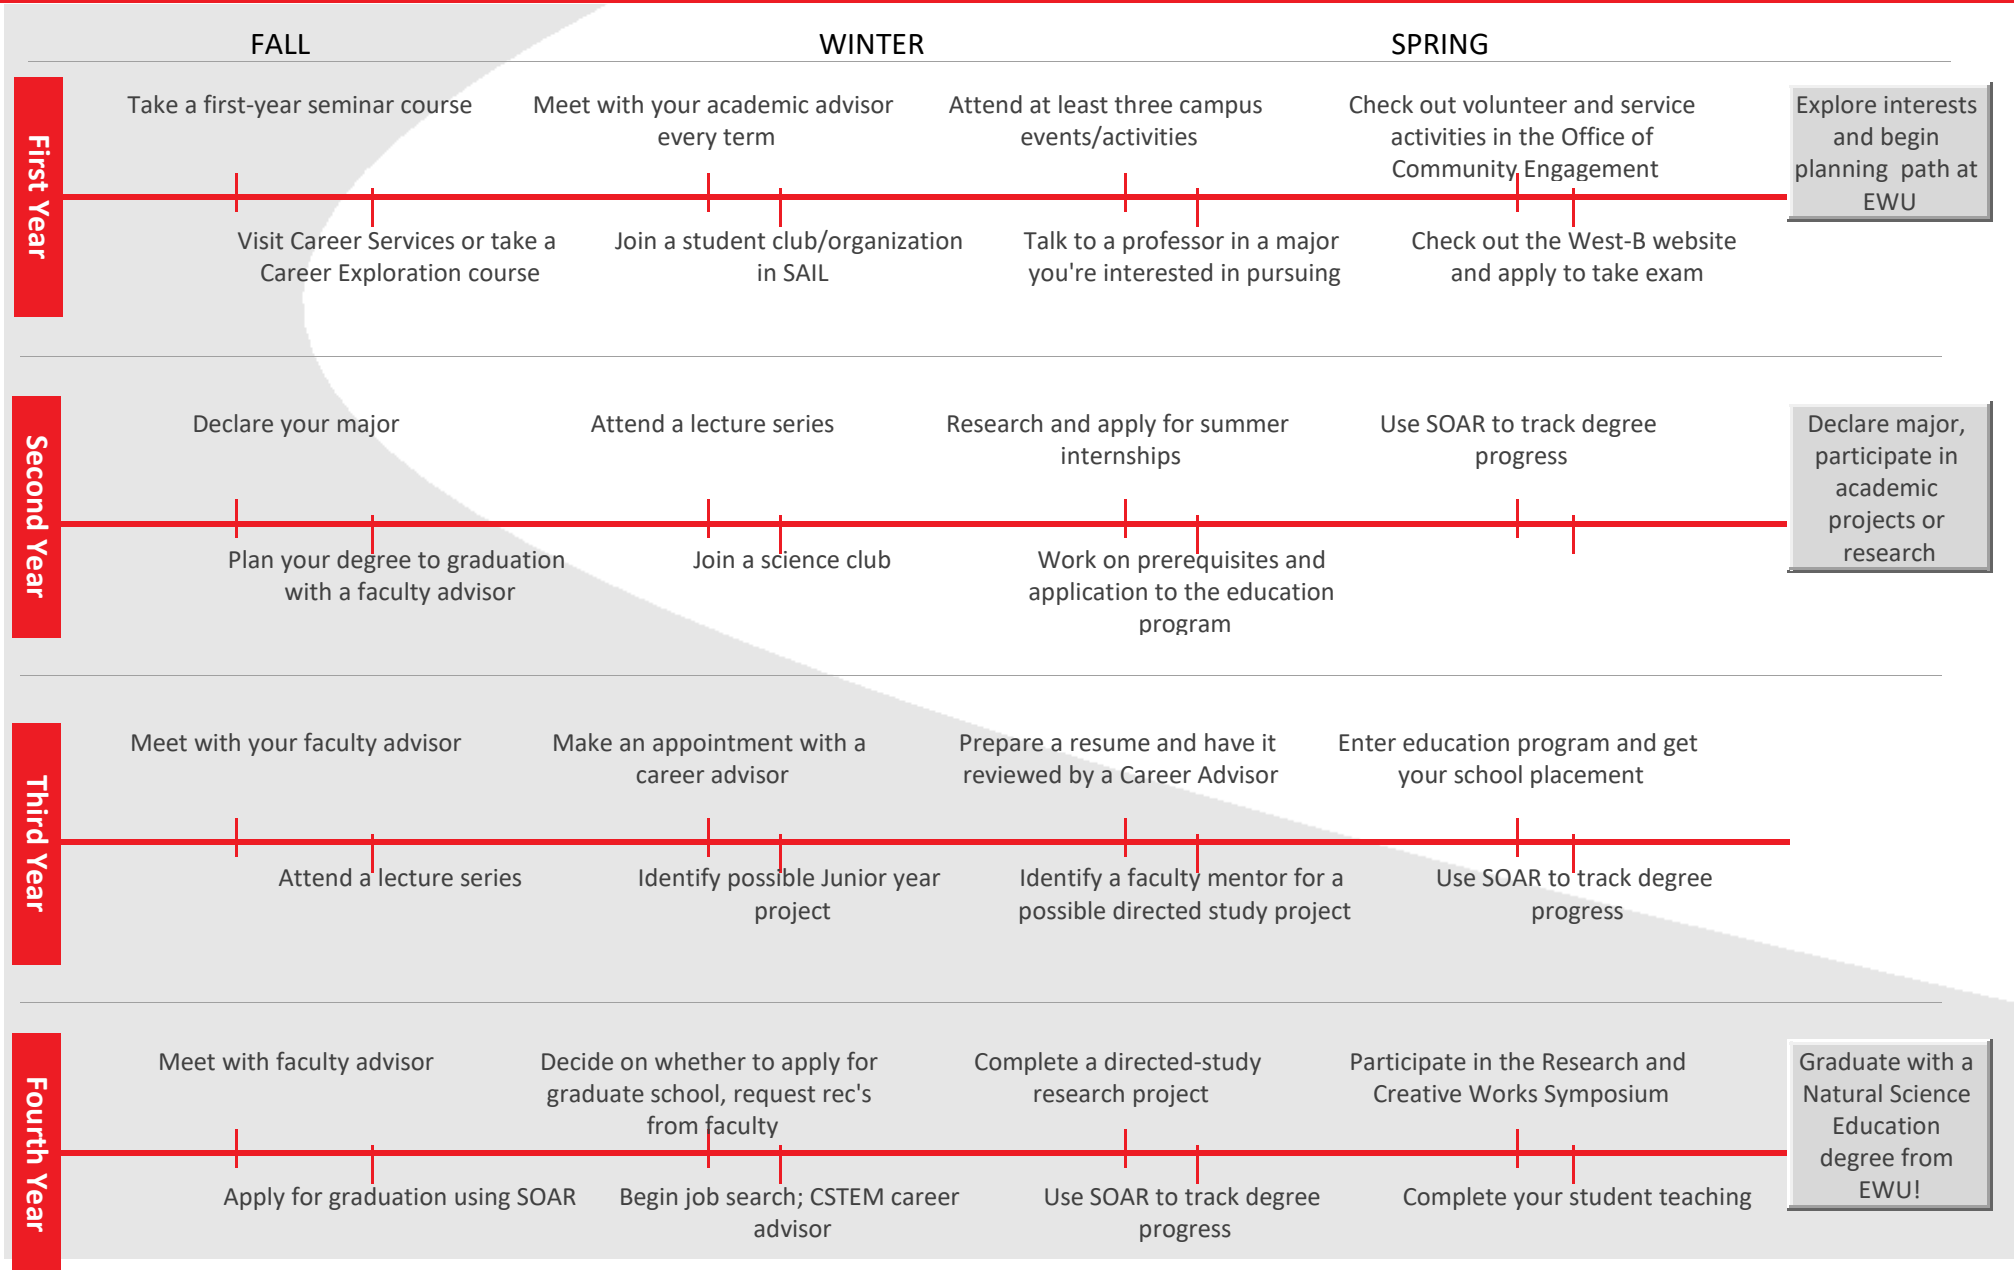 FALL
WINTER
SPRING
First Year
Take a first-year seminar course
Meet with your academic advisor
every term
Attend at least three campus
events/activities
Check out volunteer and service
activities in the Office of
Community Engagement
Visit Career Services or take a
Career Exploration course
Join a student club/organization
in SAIL
Talk to a professor in a major
you're interested in pursuing
Check out the West-B website
and apply to take exam
Explore interests
and begin
planning path at
EWU
Second Year
Declare your major
Attend a lecture series
Research and apply for summer
internships
Use SOAR to track degree
progress
Plan your degree to graduation
with a faculty advisor
Join a science club
Work on prerequisites and
application to the education
program
Declare major,
participate in
academic
projects or
research
Third Year
Meet with your faculty advisor
Make an appointment with a
career advisor
Prepare a resume and have it
reviewed by a Career Advisor
Enter education program and get
your school placement
Attend a lecture series
Identify possible Junior year
project
Identify a faculty mentor for a
possible directed study project
Use SOAR to track degree
progress
Fourth Year
Meet with faculty advisor
Decide on whether to apply for
graduate school, request rec's
from faculty
Complete a directed-study
research project
Participate in the Research and
Creative Works Symposium
Apply for graduation using SOAR
Begin job search; CSTEM career
advisor
Use SOAR to track degree
progress
Complete your student teaching
Graduate with a
Natural Science
Education
degree from
EWU!